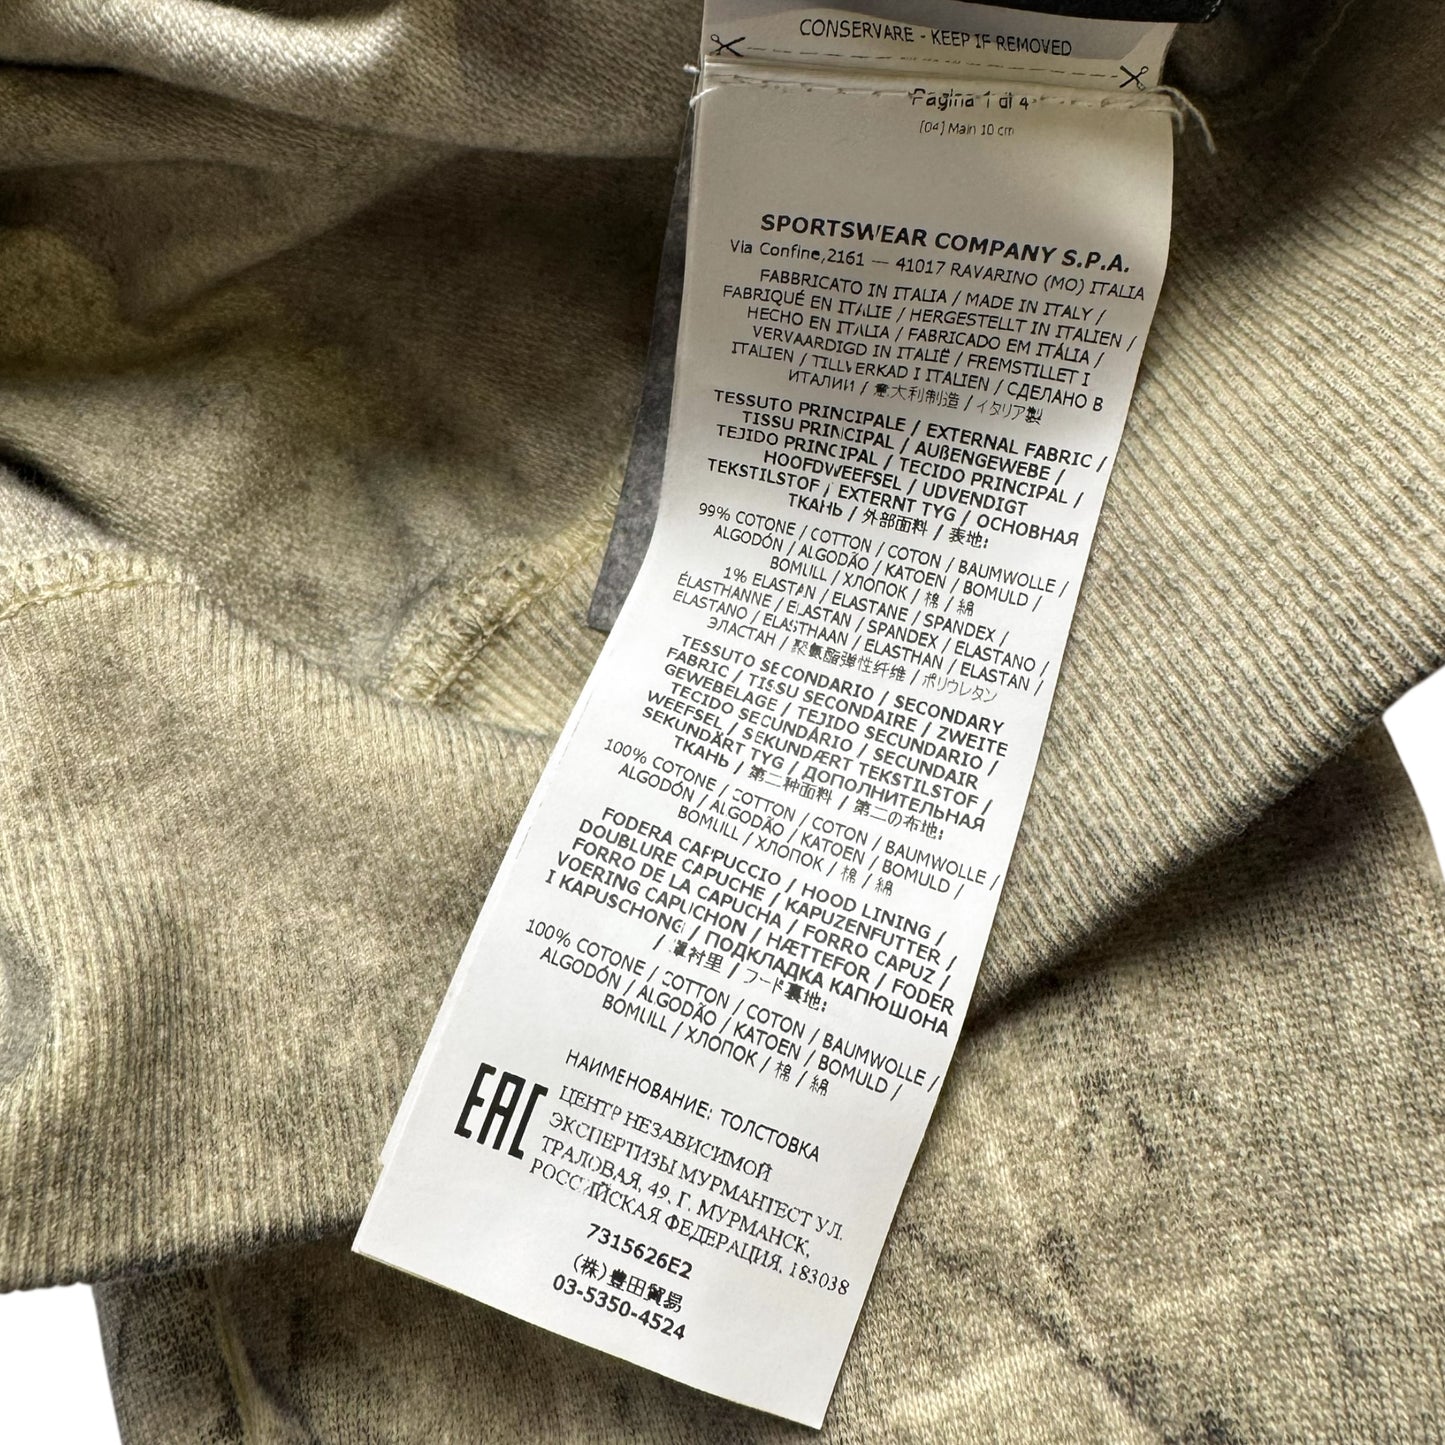 CONSERVARE - KEEP IF REMOVED
Pagina 1 di 4
[04] Main 10 cm
SPORTSWEAR COMPANY S.P.A.
Via Confine,2161 — 41017 RAVARINO (MO) ITALIA
FABBRICATO IN ITALIA / MADE IN ITALY /
FABRIQUÉ EN ITALIE / HERGESTELLT IN ITALIEN /
HECHO EN ITALIA / FABRICADO EM ITÁLIA /
VERVAARDIGD IN ITALIË / FREMSTILLET I
ITALIEN / TILLVERKAD I ITALIEN / СДЕЛАНО В
ИТАЛИИ / 意大利制造 / イタリア製
TESSUTO PRINCIPALE / EXTERNAL FABRIC /
TISSU PRINCIPAL / AUßENGEWEBE /
TEJIDO PRINCIPAL / TECIDO PRINCIPAL /
HOOFDWEEFSEL / UDVENDIGT
TEKSTILSTOF / EXTERNT TYG / ОСНОВНАЯ
ТКАНЬ / 外部面料 / 表地:
99% COTONE / COTTON / COTON / BAUMWOLLE /
ALGODÓN / ALGODÃO / KATOEN / BOMULD /
BOMULL / ХЛОПОК / 棉 / 綿
1% ELASTAN / ELASTANE / SPANDEX /
ÉLASTHANNE / ELASTAN / SPANDEX / ELASTANO /
ELASTANO / ELASTHAAN / ELASTHAN / ELASTAN /
ЭЛАСТАН / 聚氨酯弹性纤维 / ポリウレタン
TESSUTO SECONDARIO / SECONDARY
FABRIC / TISSU SECONDAIRE / ZWEITE
GEWEBELAGE / TEJIDO SECUNDARIO /
TECIDO SECUNDÁRIO / SECUNDAIR
WEEFSEL / SEKUNDÆRT TEKSTILSTOF /
SEKUNDÄRT TYG / ДОПОЛНИТЕЛЬНАЯ
ТКАНЬ / 第二种面料 / 第二の布地:
100% COTONE / COTTON / COTON / BAUMWOLLE /
ALGODÓN / ALGODÃO / KATOEN / BOMULD /
BOMULL / ХЛОПОК / 棉 / 綿
FODERA CAPPUCCIO / HOOD LINING /
DOUBLURE CAPUCHE / KAPUZENFUTTER /
FORRO DE LA CAPUCHA / FORRO CAPUZ /
VOERING CAPUCHON / HÆTTEFOR / FODER
I KAPUSCHONG / ПОДКЛАДКА КАПЮШОНА
/ 罩衬里 / フード裏地:
100% COTONE / COTTON / COTON / BAUMWOLLE /
ALGODÓN / ALGODÃO / KATOEN / BOMULD /
BOMULL / ХЛОПОК / 棉 / 綿
EAC
НАИМЕНОВАНИЕ: ТОЛСТОВКА
ЦЕНТР НЕЗАВИСИМОЙ
ЭКСПЕРТИЗЫ МУРМАНТЕСТ УЛ.
ТРАЛОВАЯ, 49, Г. МУРМАНСК,
РОССИЙСКАЯ ФЕДЕРАЦИЯ, 183038
7315626E2
(株)豊田貿易
03-5350-4524